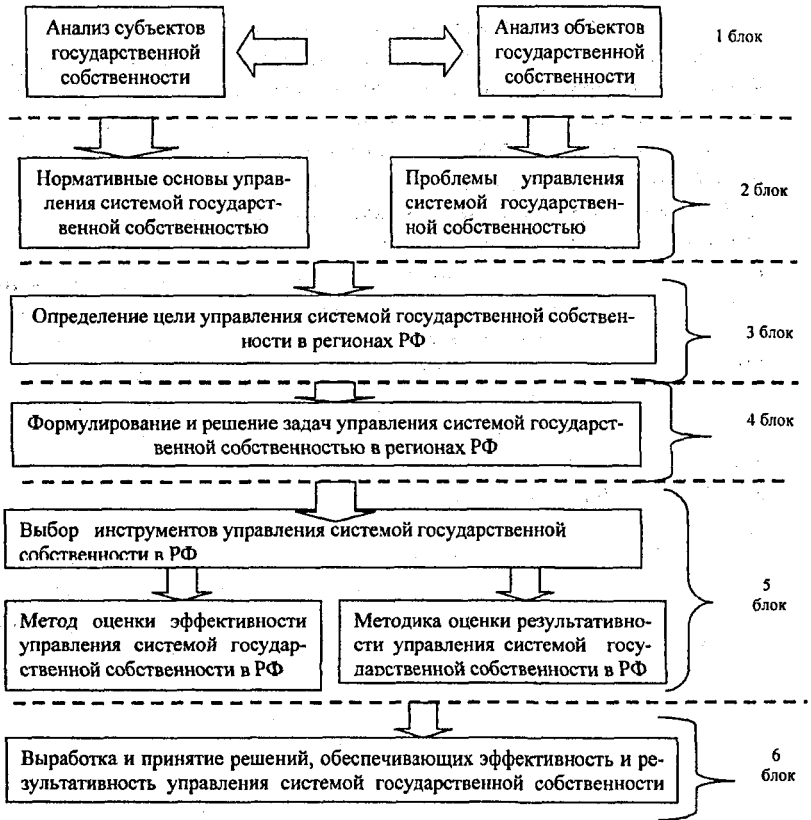 Анализ субъектов
государственной
собственности
Анализ объектов
государственной
собственности
1 блок
Нормативные основы управ-
ления системой государст-
венной собственностью
Проблемы управления
системой государствен-
ной собственностью
2 блок
Определение цели управления системой государственной собствен-
ности в регионах РФ
3 блок
Формулирование и решение задач управления системой государст-
венной собственностью в регионах РФ
4 блок
Выбор инструментов управления системой государственной
собственности в РФ
5
блок
Метод оценки эффективности
управления системой государ-
ственной собственности в РФ
Методика оценки результативно-
сти управления системой госу-
дарственной собственности в РФ
Выработка и принятие решений, обеспечивающих эффективность и ре-
зультативность управления системой государственной собственности
6
блок